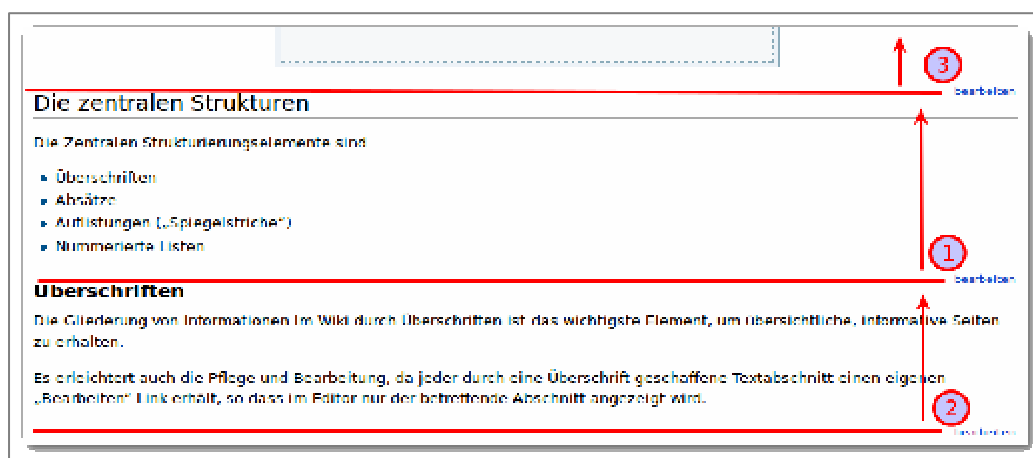 3
bearbeiten
Die zentralen Strukturen
Die Zentralen Strukturierungselemente sind
Überschriften
Absätze
Auflistungen („Spiegelstriche“)
Nummerierte Listen
1
bearbeiten
Überschriften
Die Gliederung von Informationen im Wiki durch Überschriften ist das wichtigste Element, um übersichtliche, informative Seiten
zu erhalten.
Es erleichtert auch die Pflege und Bearbeitung, da jeder durch eine Überschrift geschaffene Textabschnitt einen eigenen
„Bearbeiten“ Link erhält, so dass im Editor nur der betreffende Abschnitt angezeigt wird.
2
bearbeiten